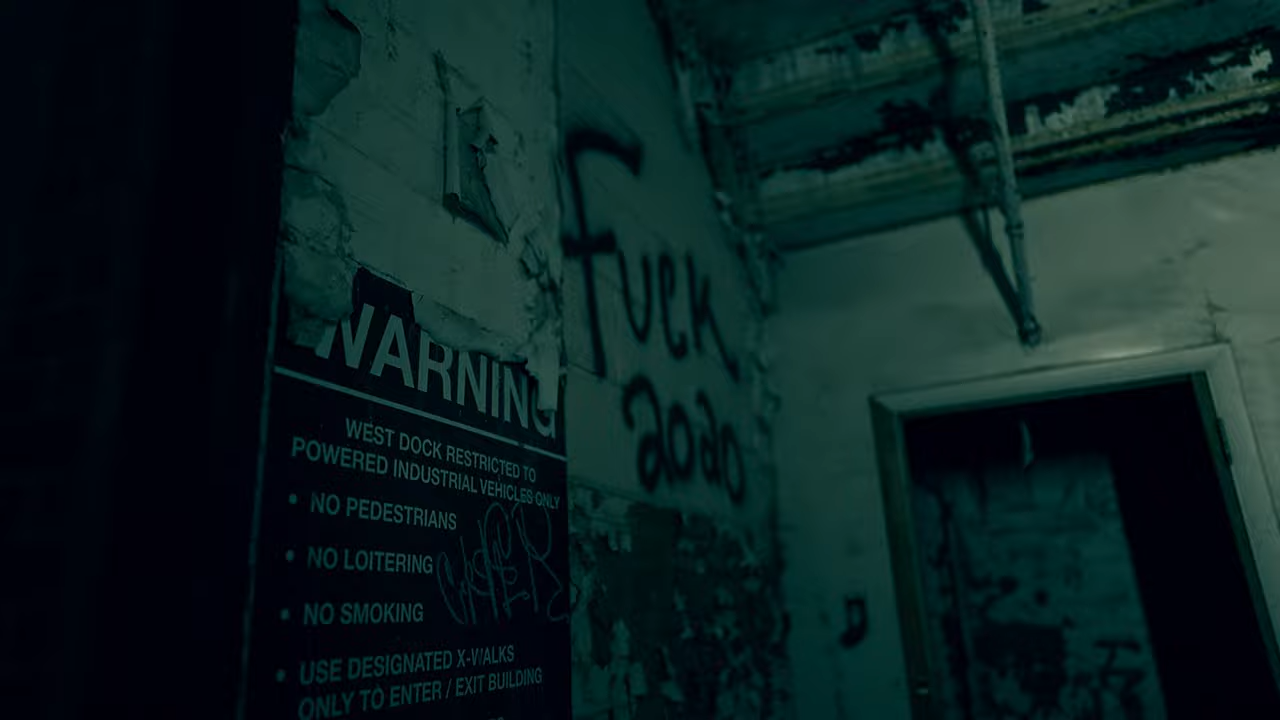 WARNING
WEST DOCK RESTRICTED TO
POWERED INDUSTRIAL VEHICLES ONLY
• NO PEDESTRIANS
• NO LOITERING
• NO SMOKING
• USE DESIGNATED X-WALKS
ONLY TO ENTER / EXIT BUILDING
Fuck
2020